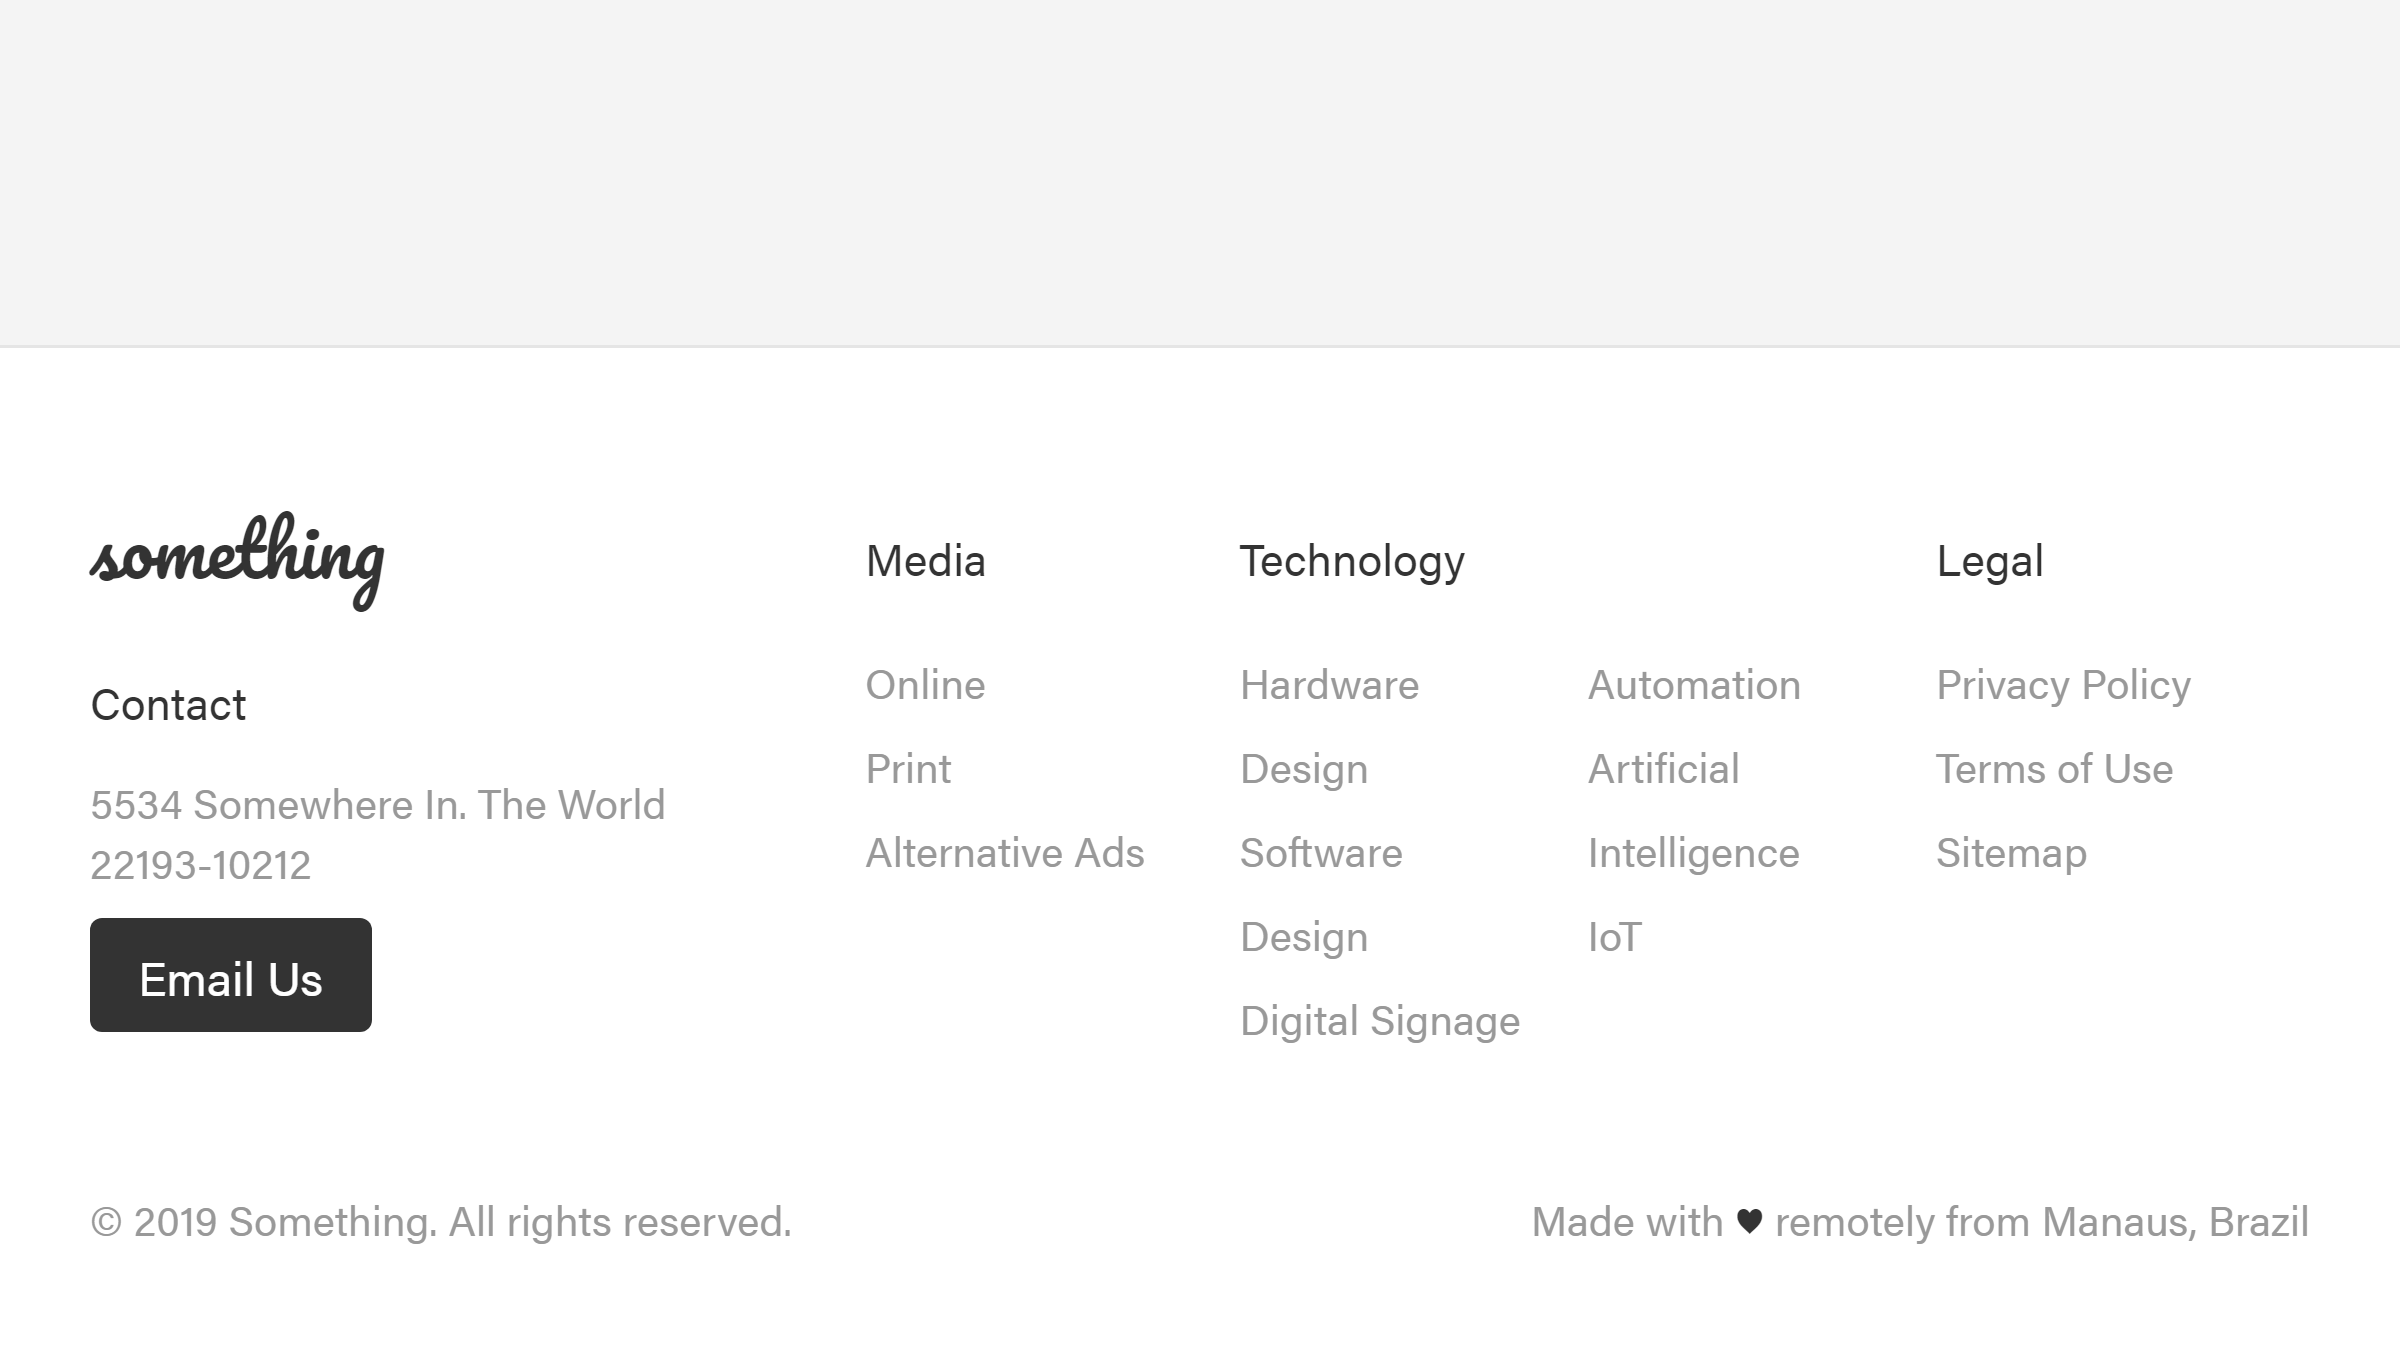 something
Contact
5534 Somewhere In. The World
22193-10212
Email Us
Media
Online
Print
Alternative Ads
Technology
Hardware
Design
Software
Design
Digital Signage
Automation
Artificial
Intelligence
IoT
Legal
Privacy Policy
Terms of Use
Sitemap
© 2019 Something. All rights reserved.
Made with ♥ remotely from Manaus, Brazil